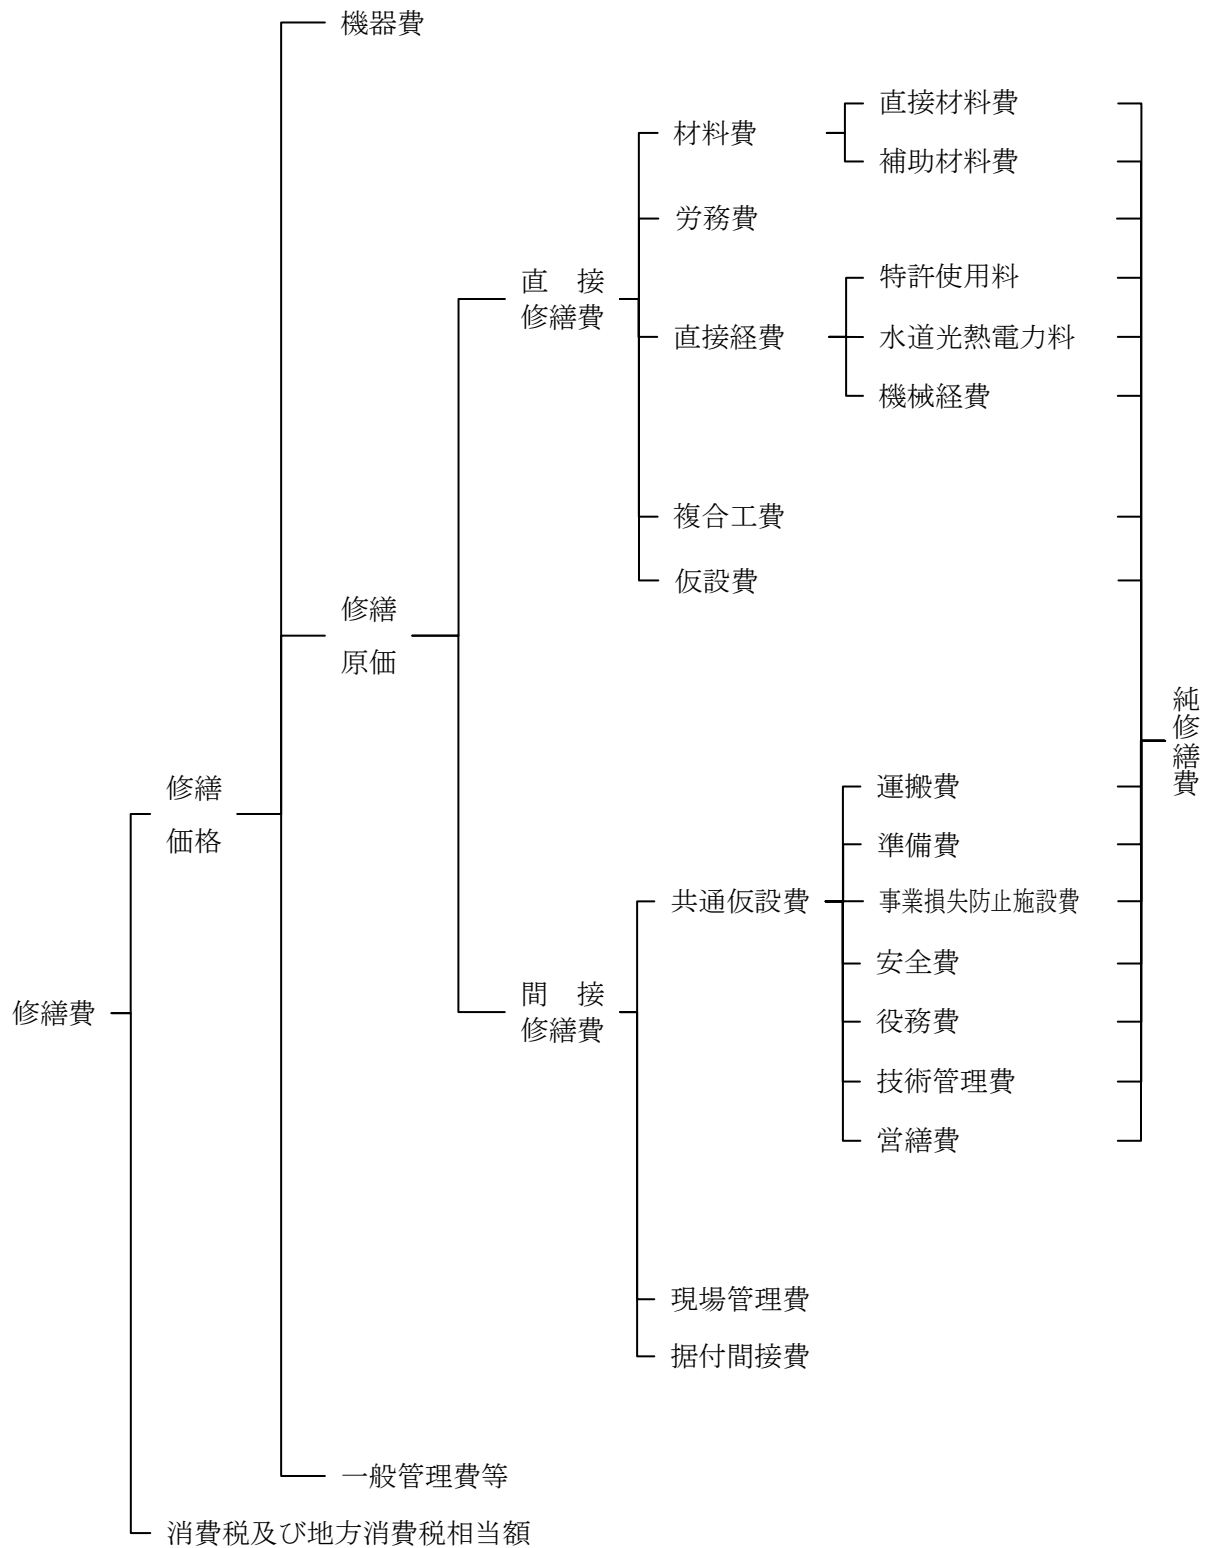 機器費
直接材料費
材料費
補助材料費
労務費
直　接
修繕費
特許使用料
直接経費
水道光熱電力料
機械経費
複合工費
仮設費
修繕
原価
純修繕費
修繕
価格
運搬費
準備費
共通仮設費
事業損失防止施設費
安全費
間　接
修繕費
修繕費
役務費
技術管理費
営繕費
現場管理費
据付間接費
一般管理費等
消費税及び地方消費税相当額